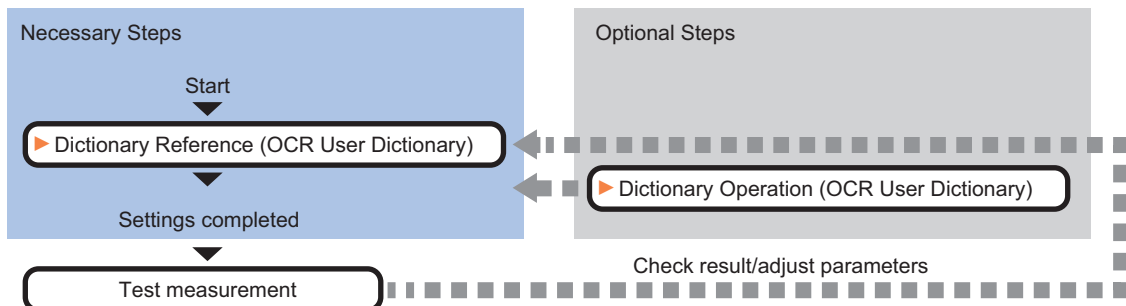 Necessary Steps
Optional Steps
Start
Dictionary Reference (OCR User Dictionary)
Dictionary Operation (OCR User Dictionary)
Settings completed
Check result/adjust parameters
Test measurement